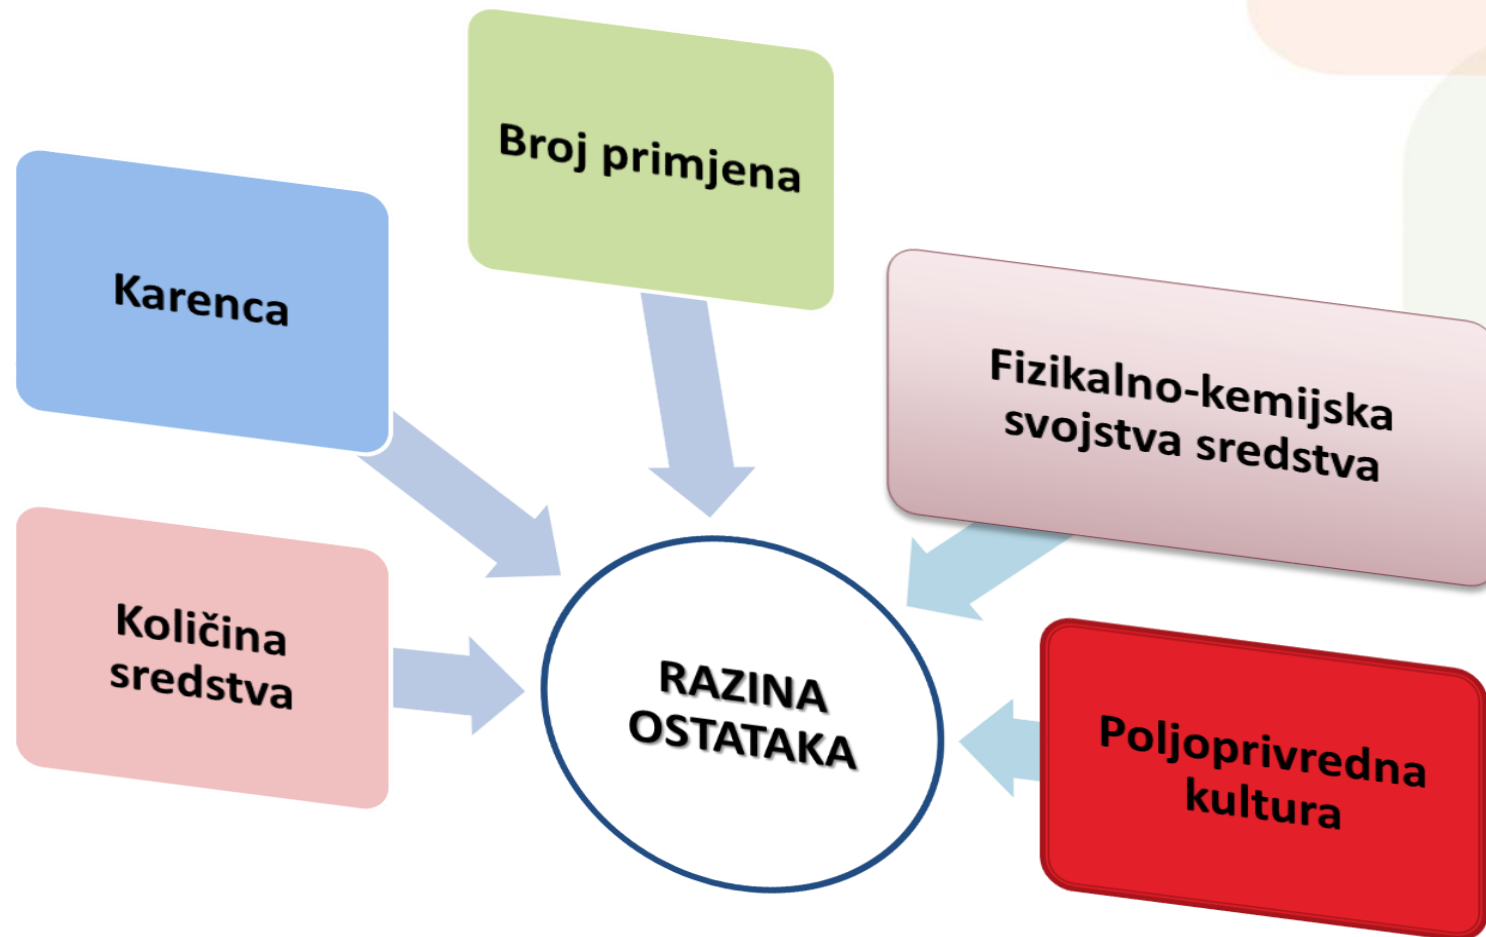 Broj primjena
Karenca
Fizikalno-kemijska
svojstva sredstva
Količina
sredstva
RAZINA
OSTATAKA
Poljoprivredna
kultura